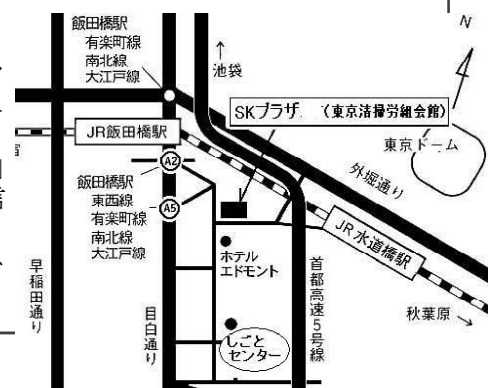 飯田橋駅
有楽町線
南北線
大江戸線
↑
池袋
N
SKプラザ （東京清掃労組会館）
JR飯田橋駅
東京ドーム
外堀通り
A2
飯田橋駅
東西線
有楽町線
南北線
大江戸線
A5
JR水道橋駅
ホテル
エドモント
首都高速5号線
早稲田通り
目白通り
しごと
センター
秋葉原 →